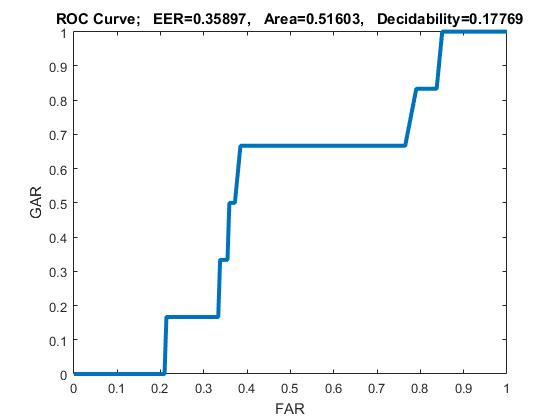 ROC Curve; EER=0.35897, Area=0.51603, Decidability=0.17769
1
0.9
0.8
0.7
0.6
0.5
0.4
0.3
0.2
0.1
0
GAR
0 0.1 0.2 0.3 0.4 0.5 0.6 0.7 0.8 0.9 1
FAR